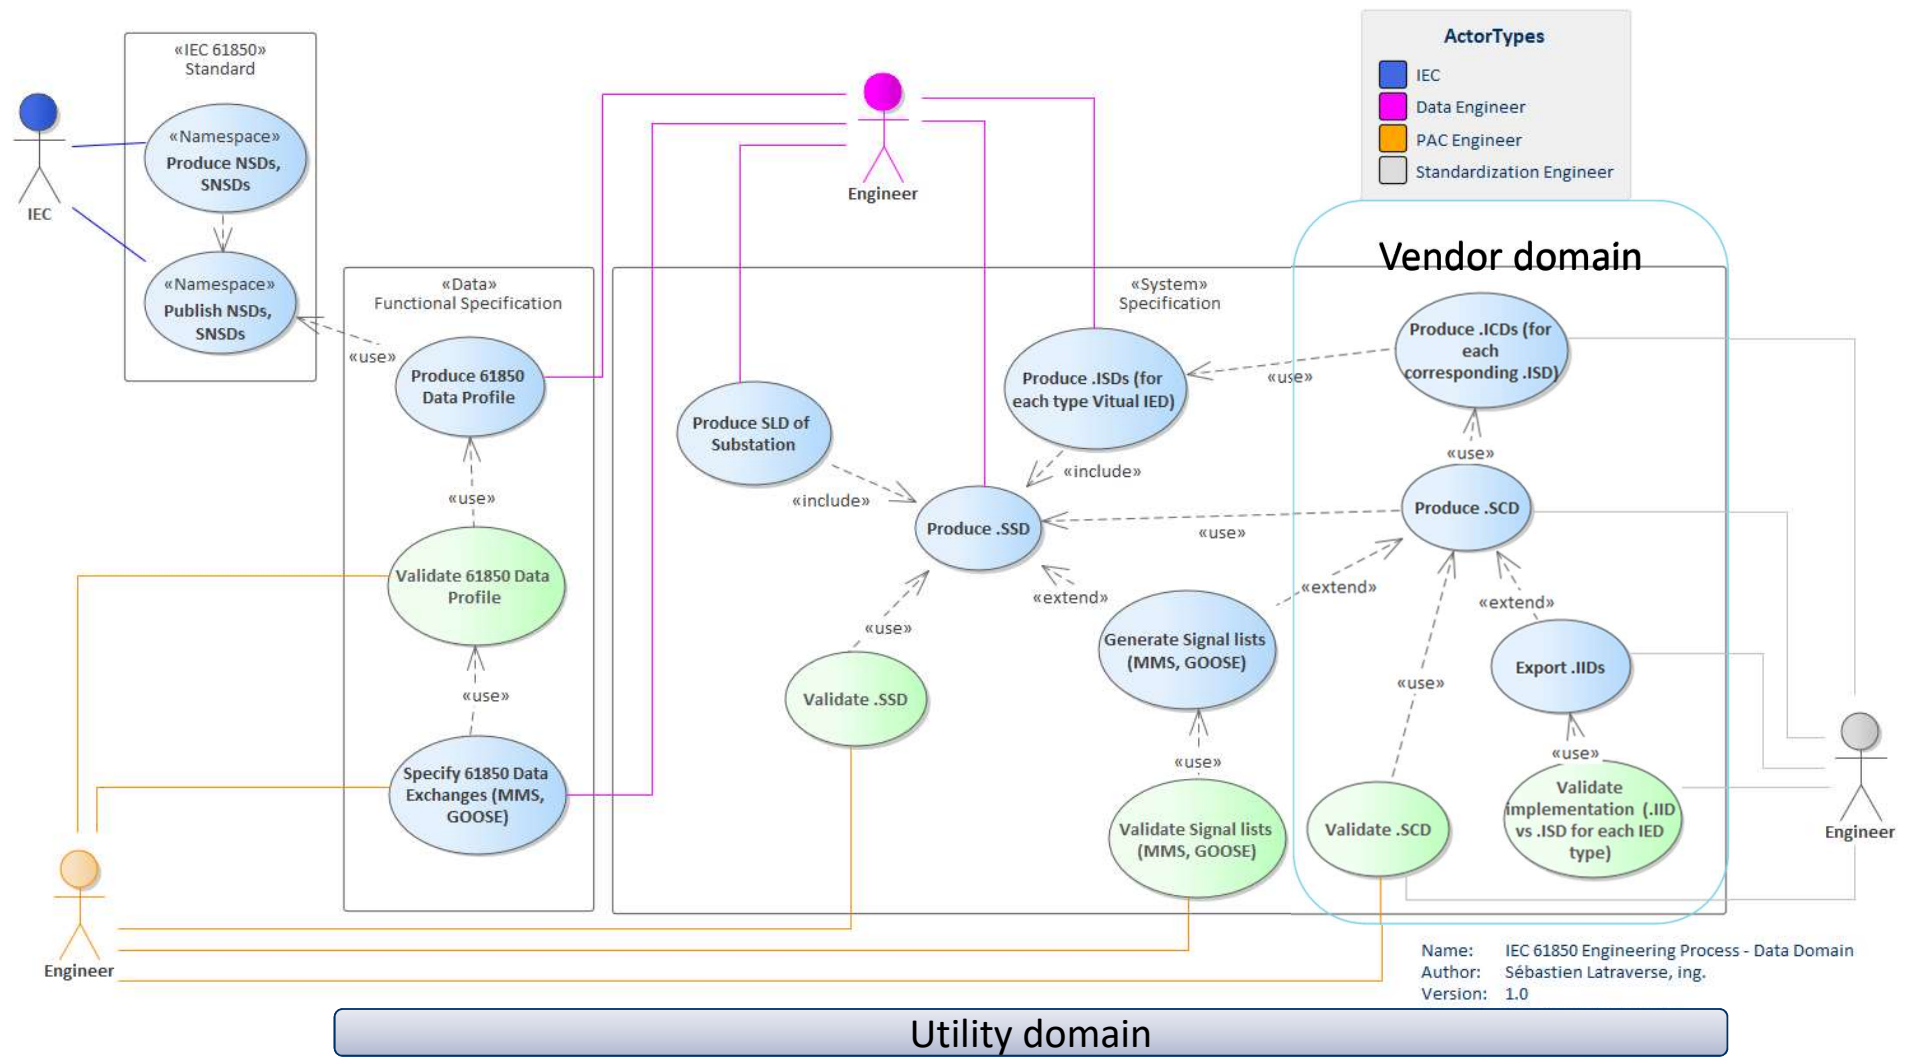 «IEC 61850»
Standard
IEC
«Namespace»
Produce NSDs,
SNSDs
«Namespace»
Publish NSDs,
SNSDs
«use»
«Data»
Functional Specification
Produce 61850
Data Profile
«use»
Validate 61850 Data
Profile
«use»
Specify 61850 Data
Exchanges (MMS,
GOOSE)
Engineer
Engineer
ActorTypes
IEC
Data Engineer
PAC Engineer
Standardization Engineer
Vendor domain
«System»
Specification
Produce SLD of
Substation
«include»
Produce .ISDs (for
each type Vitual IED)
«include»
«use»
Produce .ICDs (for
each
corresponding .ISD)
«use»
Produce .SSD
«use»
Produce .SCD
«use»
«extend»
«extend»
«extend»
Validate .SSD
Generate Signal lists
(MMS, GOOSE)
«use»
Export .IIDs
«use»
«use»
Validate Signal lists
(MMS, GOOSE)
Validate .SCD
Validate
implementation (.IID
vs .ISD for each IED
type)
Engineer
Name: IEC 61850 Engineering Process - Data Domain
Author: Sébastien Latraverse, ing.
Version: 1.0
Utility domain